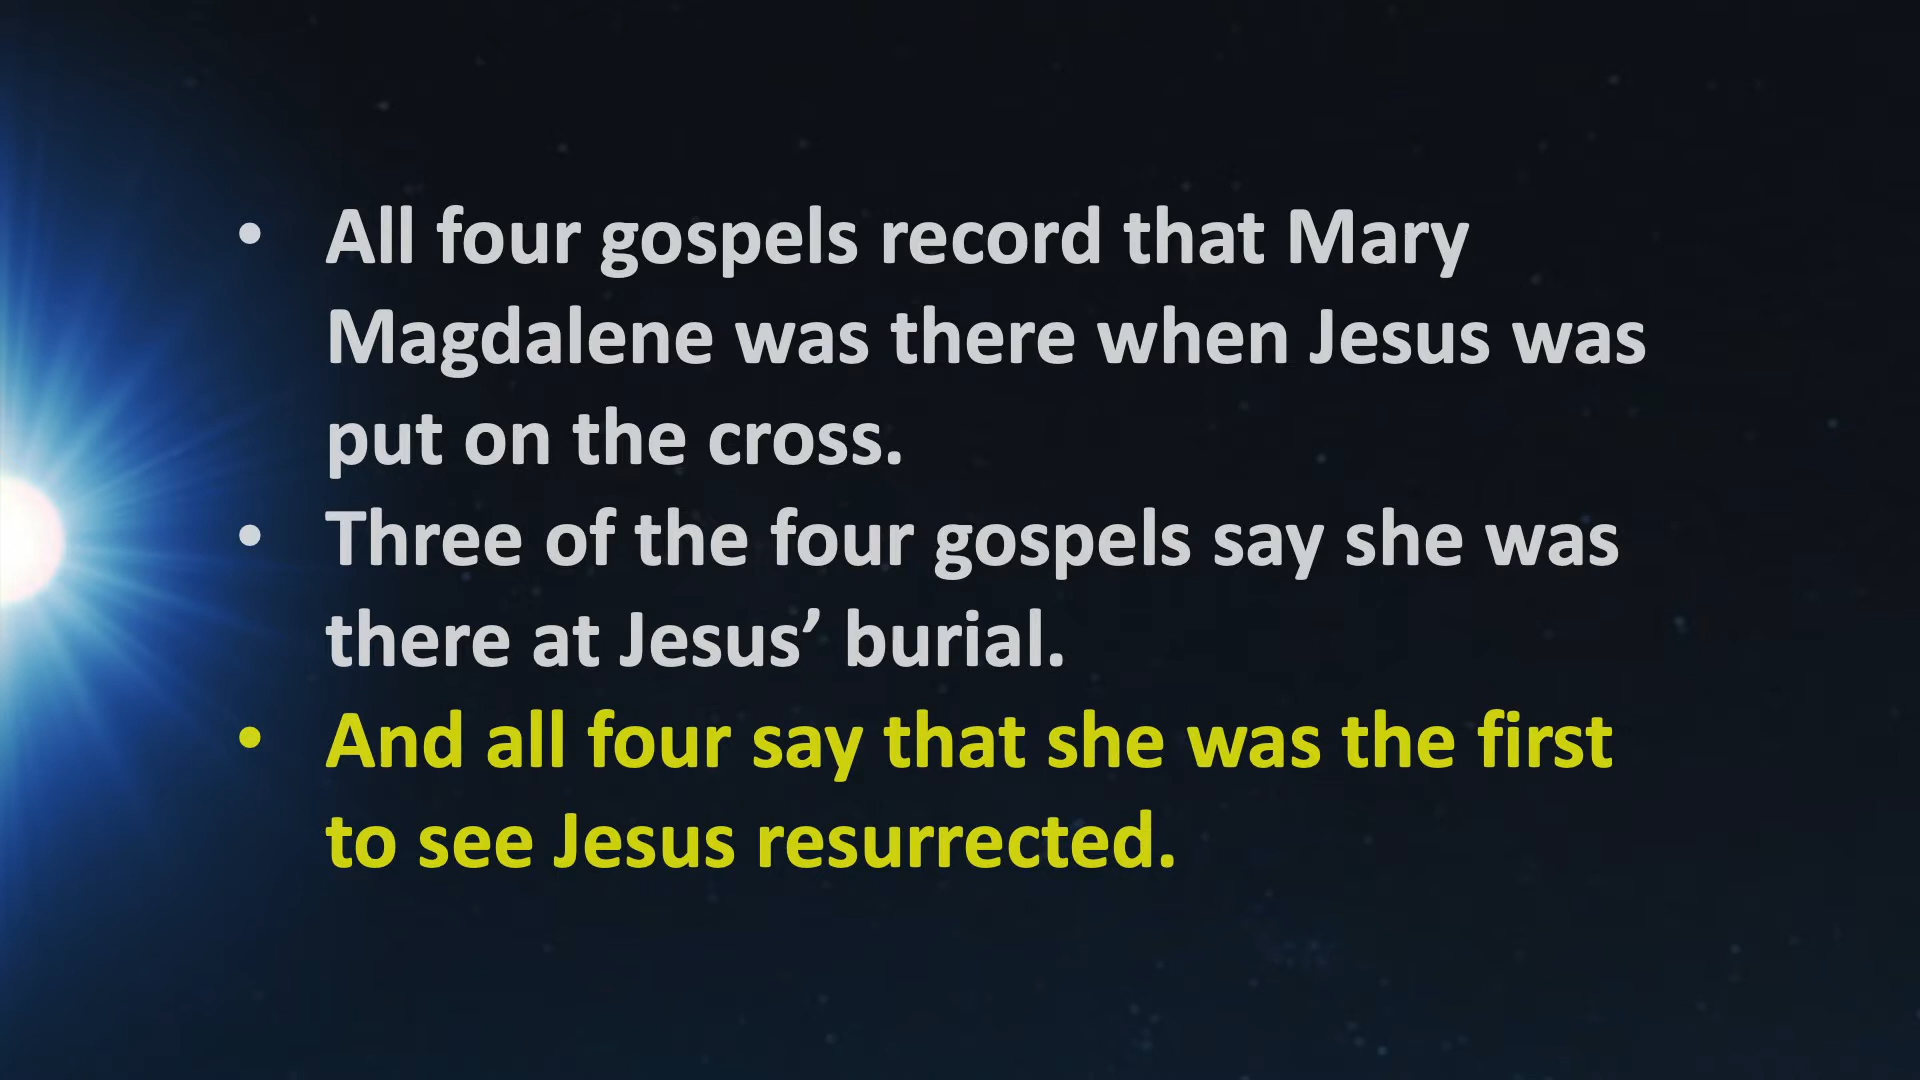 • All four gospels record that Mary
Magdalene was there when Jesus was
put on the cross.
• Three of the four gospels say she was
there at Jesus’ burial.
• And all four say that she was the first
to see Jesus resurrected.